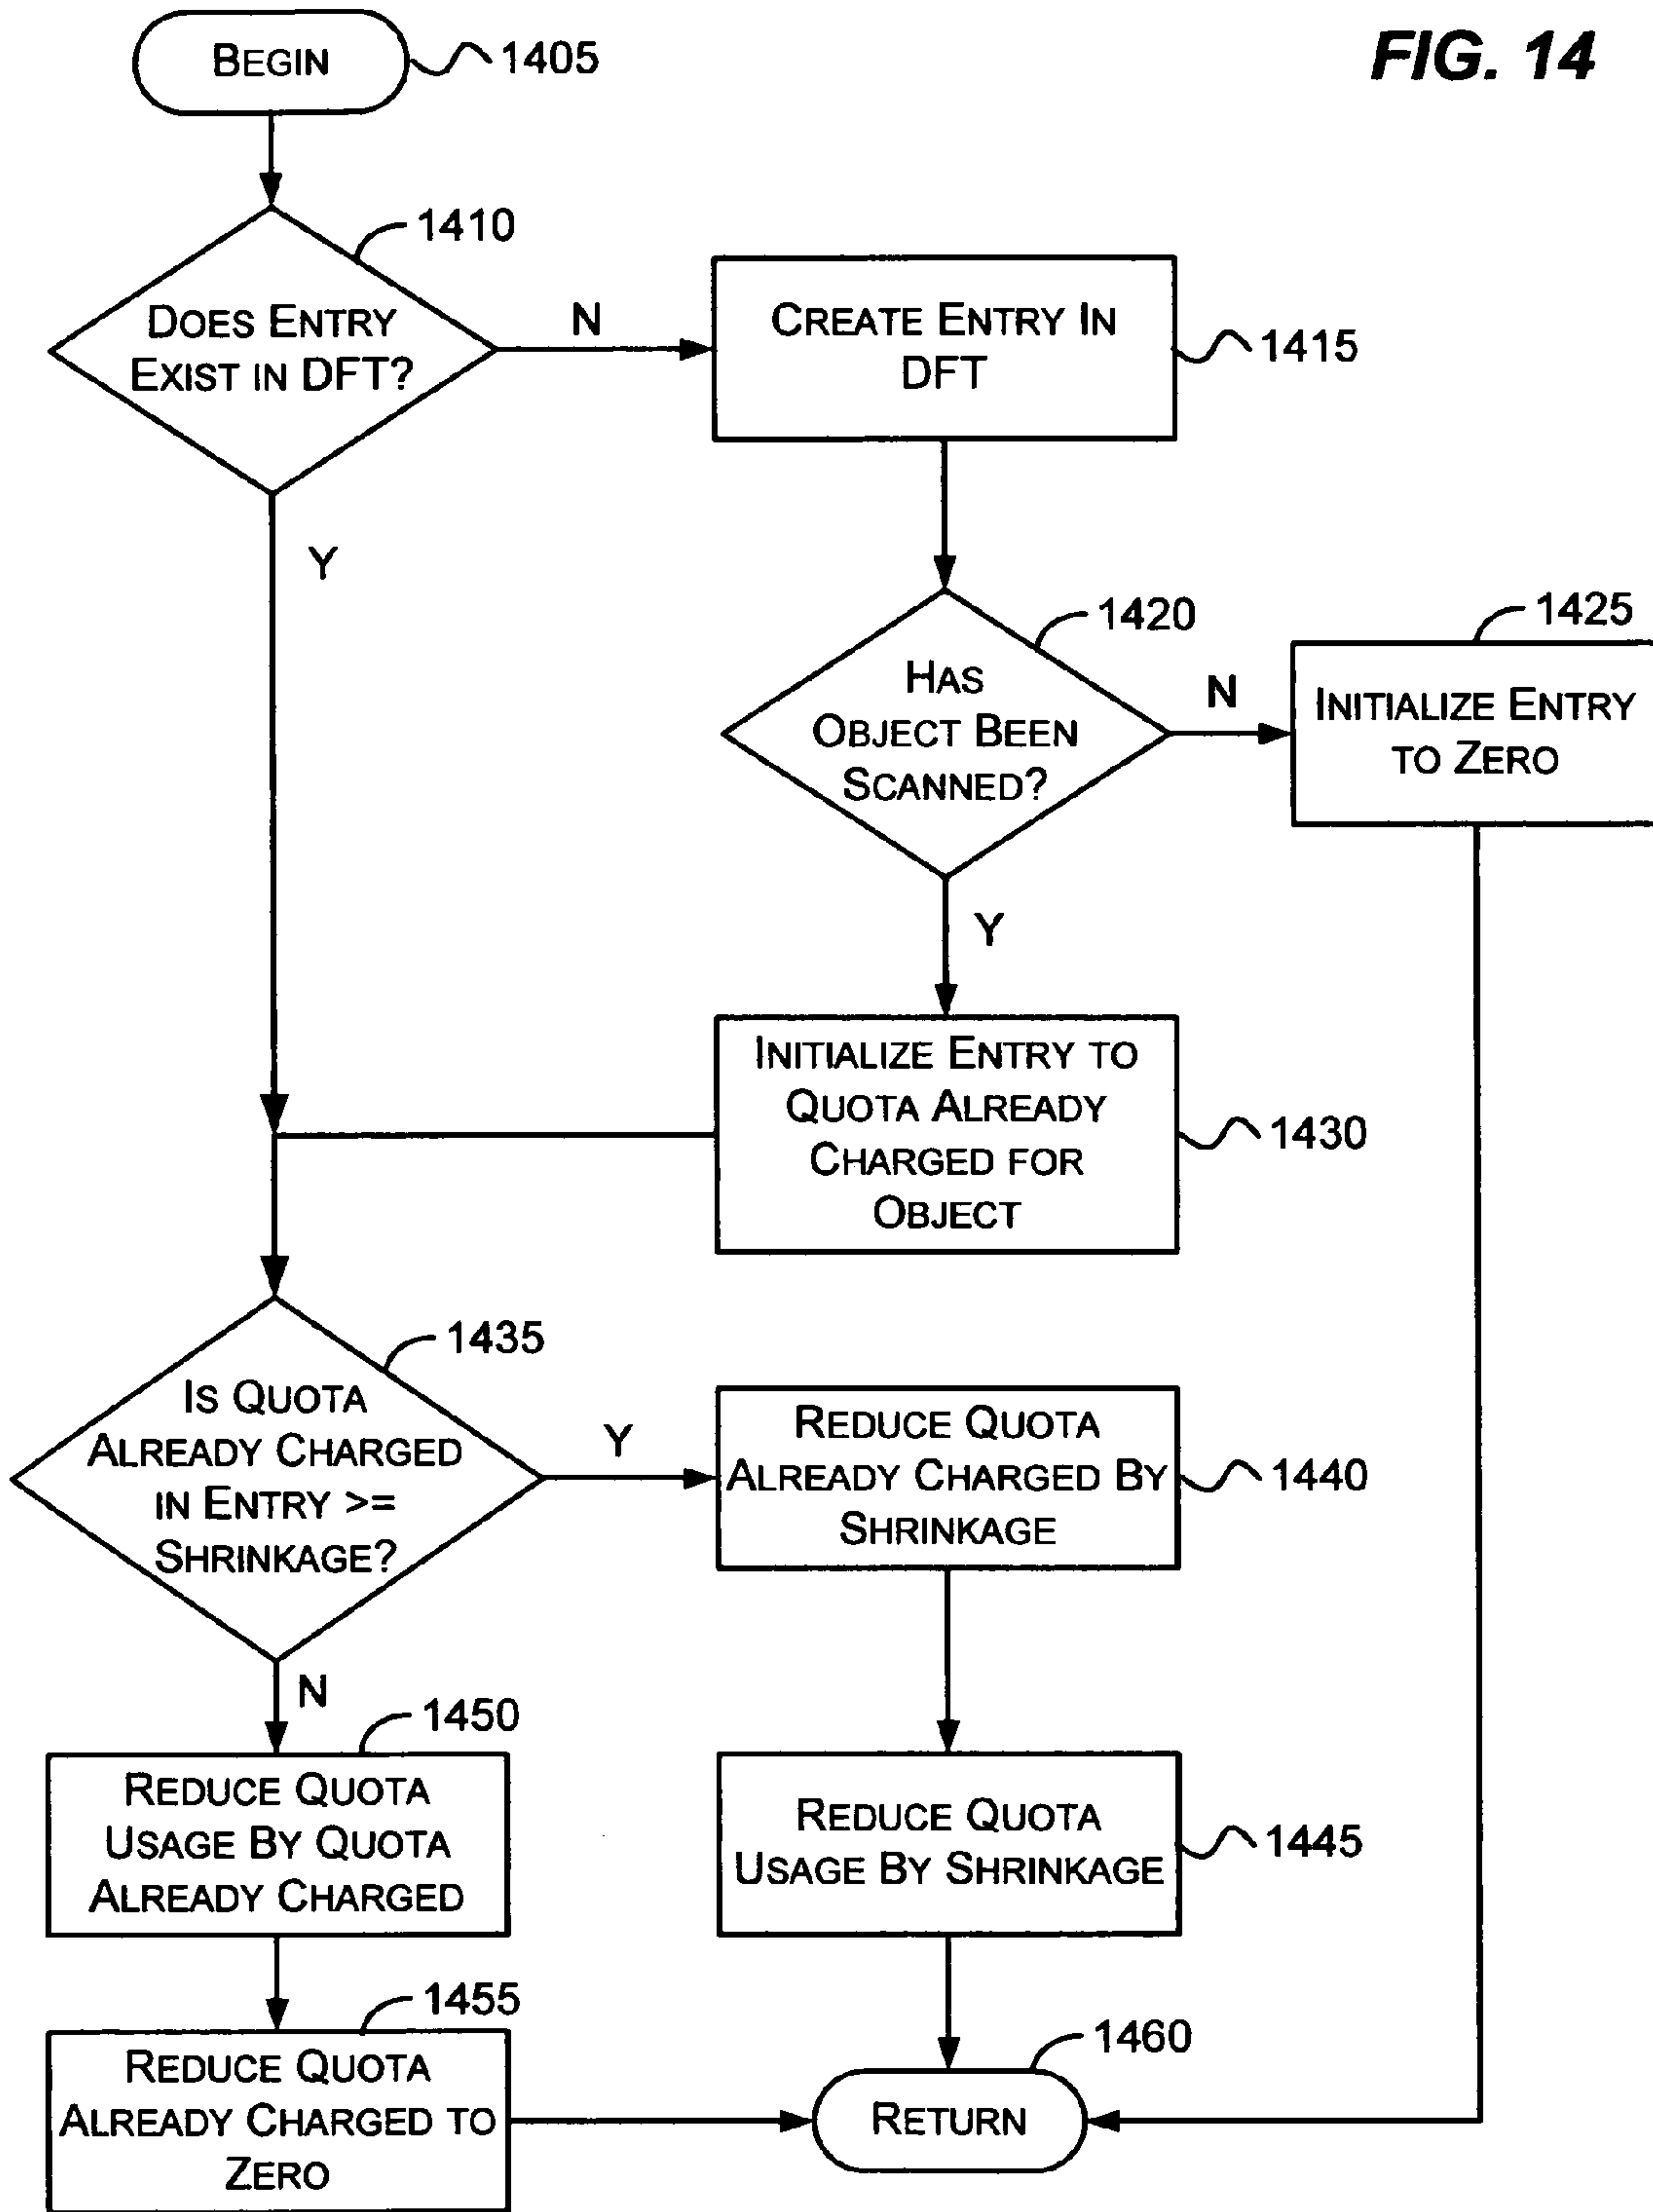 FIG. 14
BEGIN
1405
1410
DOES ENTRY
EXIST IN DFT?
N
CREATE ENTRY IN
DFT
1415
Y
1420
HAS
OBJECT BEEN
SCANNED?
N
1425
INITIALIZE ENTRY
TO ZERO
Y
INITIALIZE ENTRY TO
QUOTA ALREADY
CHARGED FOR
OBJECT
1430
1435
IS QUOTA
ALREADY CHARGED
IN ENTRY >=
SHRINKAGE?
Y
REDUCE QUOTA
ALREADY CHARGED BY
SHRINKAGE
1440
N
1450
REDUCE QUOTA
USAGE BY QUOTA
ALREADY CHARGED
REDUCE QUOTA
USAGE BY SHRINKAGE
1445
1455
REDUCE QUOTA
ALREADY CHARGED TO
ZERO
1460
RETURN